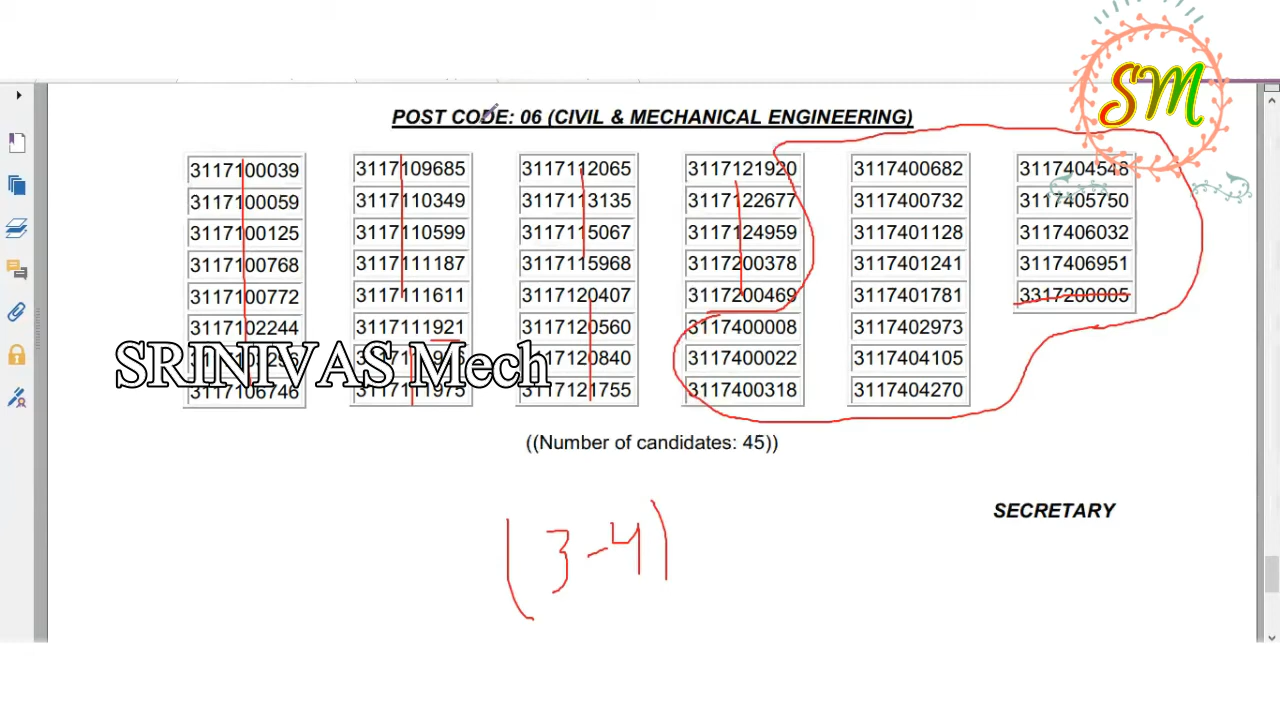 SM
POST CODE: 06 (CIVIL & MECHANICAL ENGINEERING)
3117100039 3117109685 3117112065 3117121920 3117400682 3117404548
3117100059 3117110349 3117113135 3117122677 3117400732 3117405750
3117100125 3117110599 3117115067 3117124959 3117401128 3117406032
3117100768 3117111187 3117115968 3117200378 3117401241 3117406951
3117100772 3117111611 3117120407 3117200469 3117401781 3317200005
3117102244 3117111921 3117120560 3117400008 3117402973
3117120840 3117400022 3117404105
SRINIVAS Mech
3117106746 3117111975 3117121755 3117400318 3117404270
((Number of candidates: 45))
SECRETARY
(3-4)